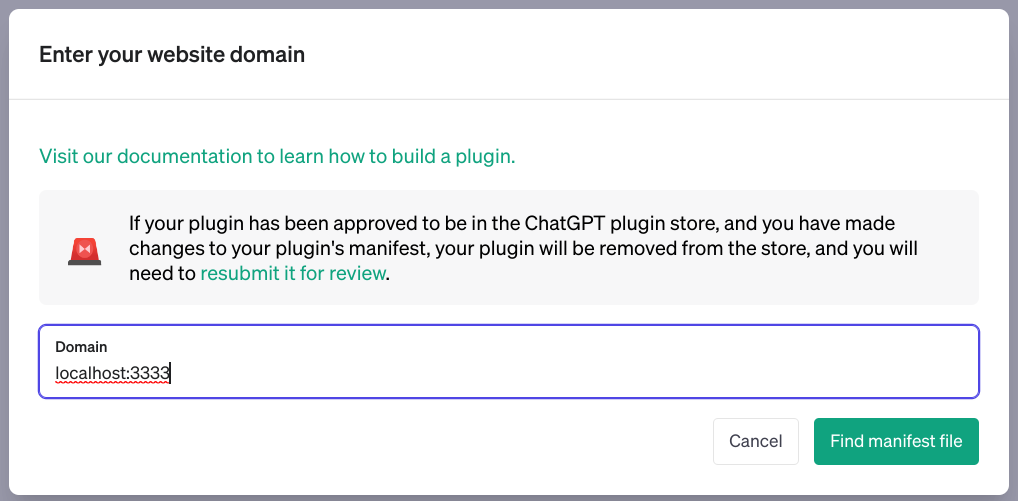 Enter your website domain
Visit our documentation to learn how to build a plugin.
If your plugin has been approved to be in the ChatGPT plugin store, and you have made
changes to your plugin's manifest, your plugin will be removed from the store, and you will
need to resubmit it for review.
Domain
localhost:3333
Cancel
Find manifest file